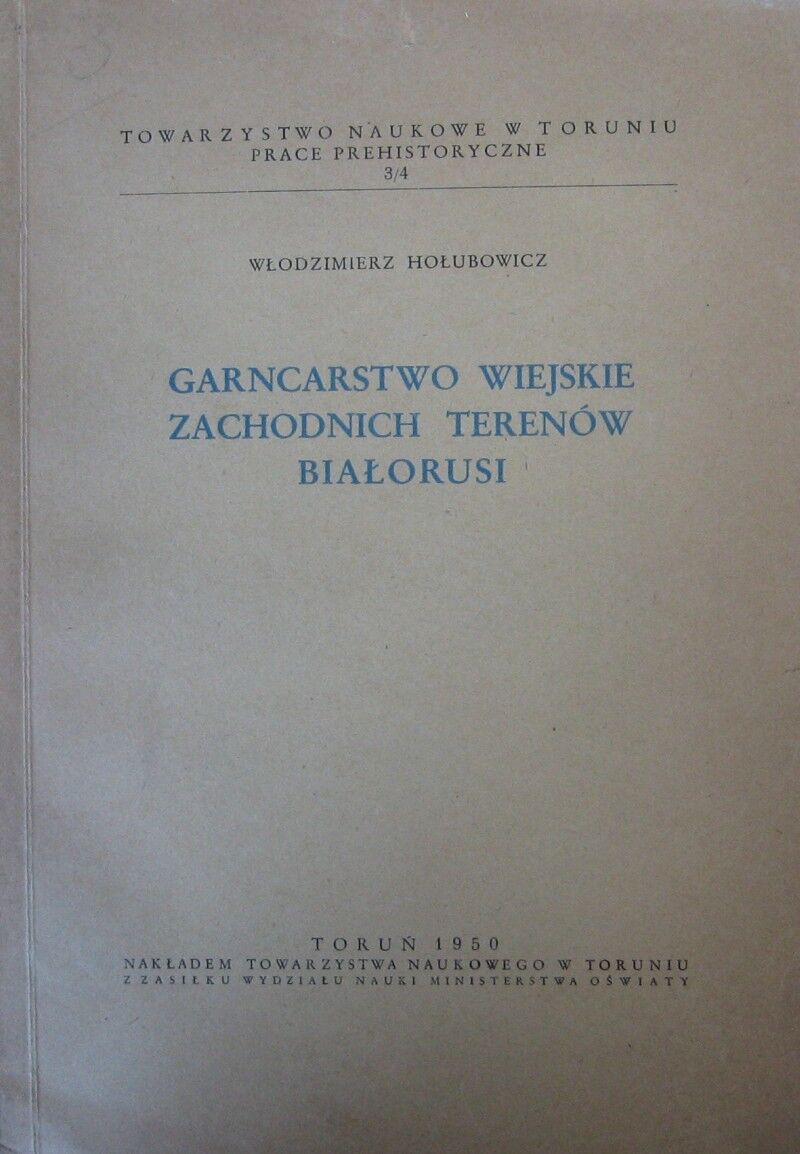 TOWARZYSTWO NAUKOWE W TORUNIU
PRACE PREHISTORYCZNE
3/4
WŁODZIMIERZ HOŁUBOWICZ
GARNCARSTWO WIEJSKIE
ZACHODNICH TERENÓW
BIAŁORUSI
TORUŃ 1950
NAKŁADEM TOWARZYSTWA NAUKOWEGO W TORUNIU
Z ZASIŁKU WYDZIAŁU NAUKI MINISTERSTWA OŚWIATY